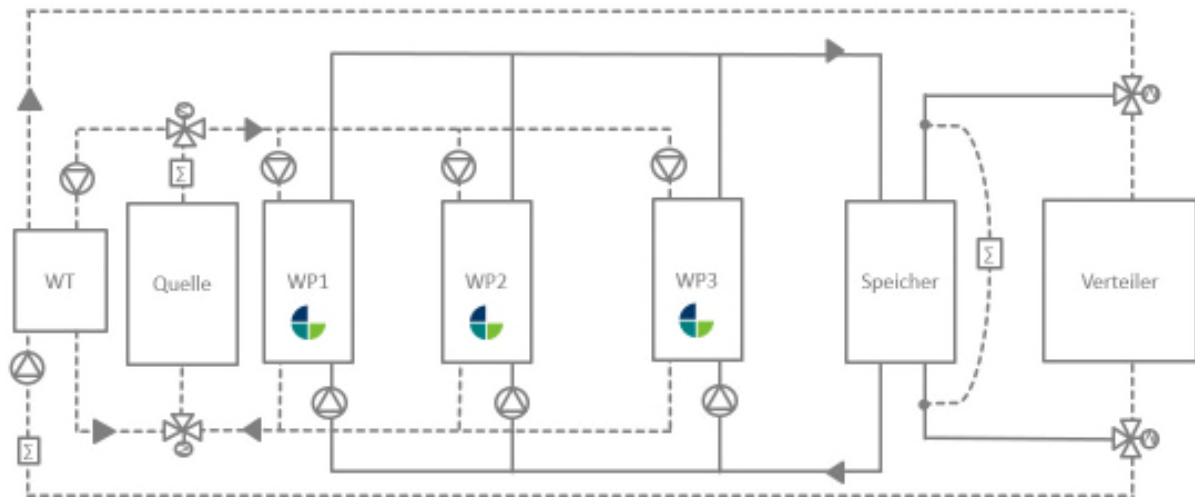 Σ
WT
Quelle
WP1
WP2
WP3
Speicher
Σ
Verteiler
Σ